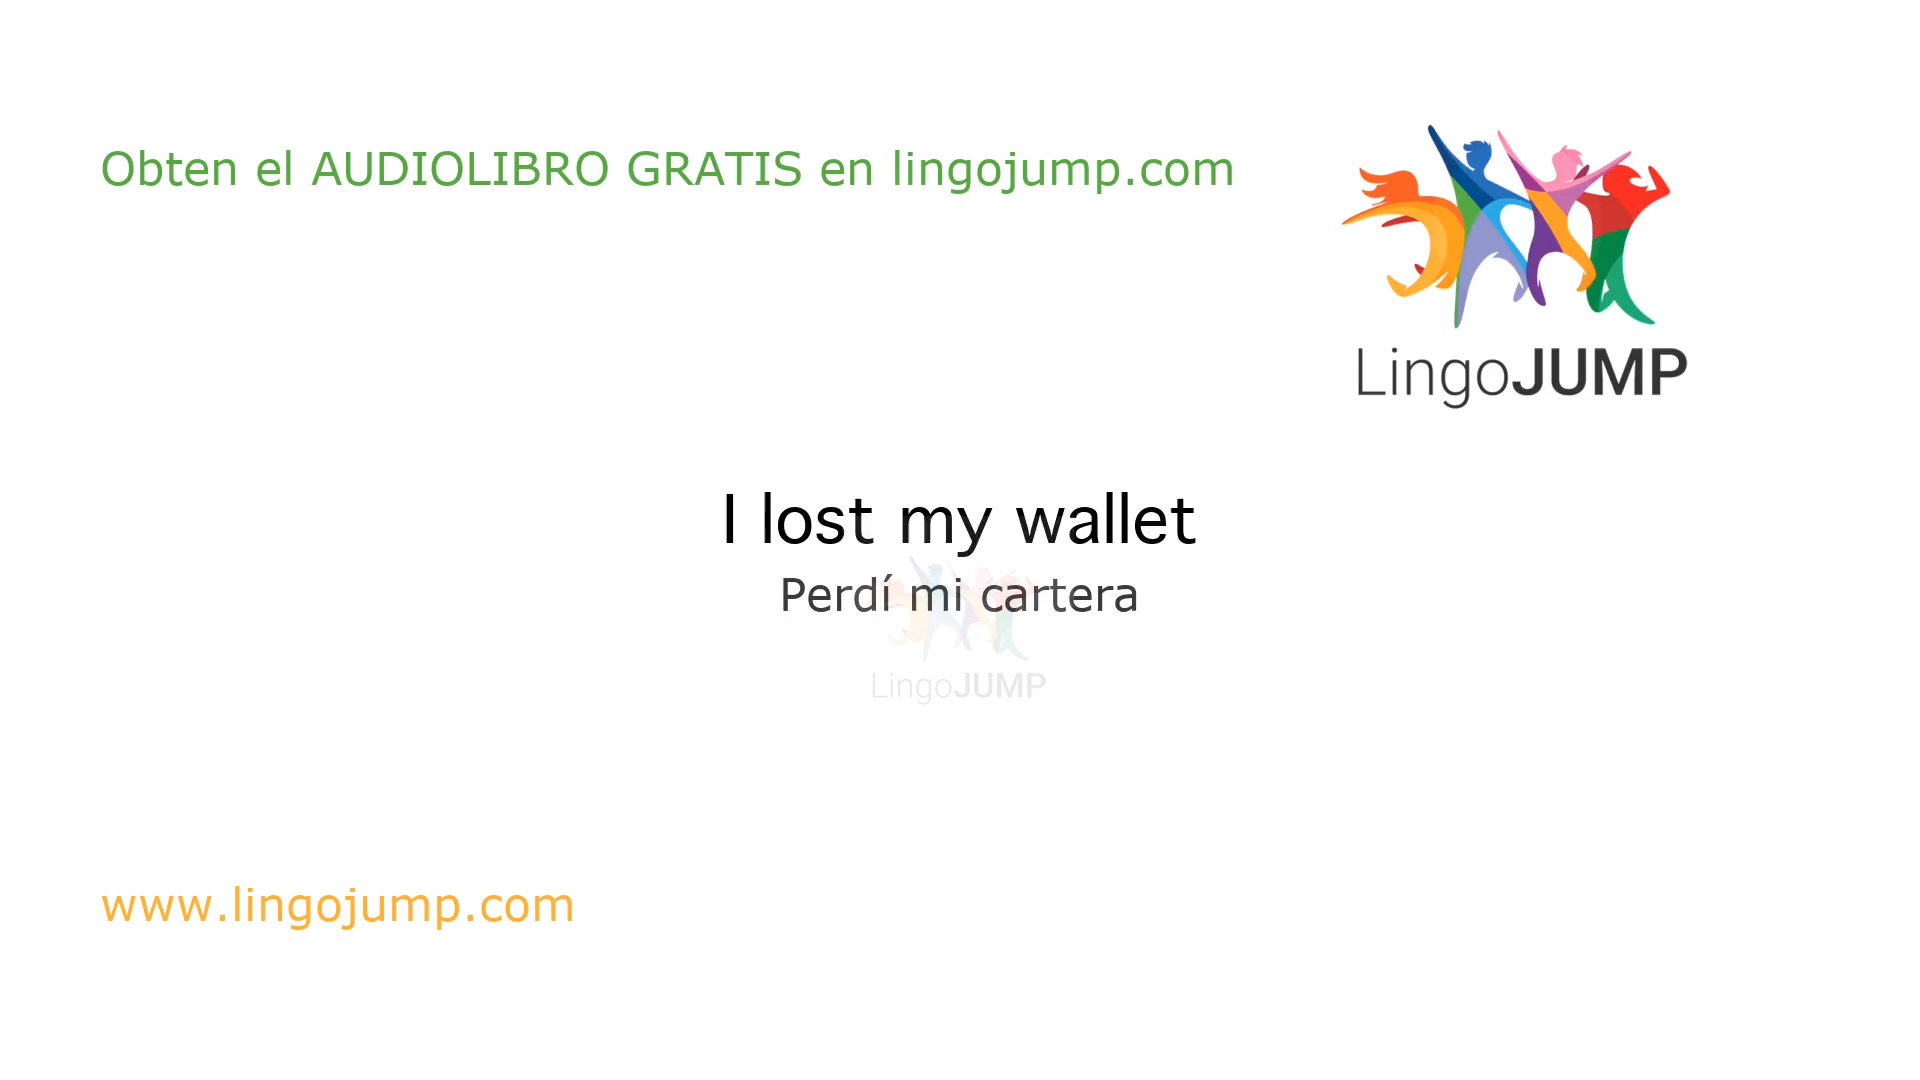 Obten el AUDIOLIBRO GRATIS en lingojump.com
LingoJUMP
I lost my wallet
Perdí mi cartera
LingoJUMP
www.lingojump.com